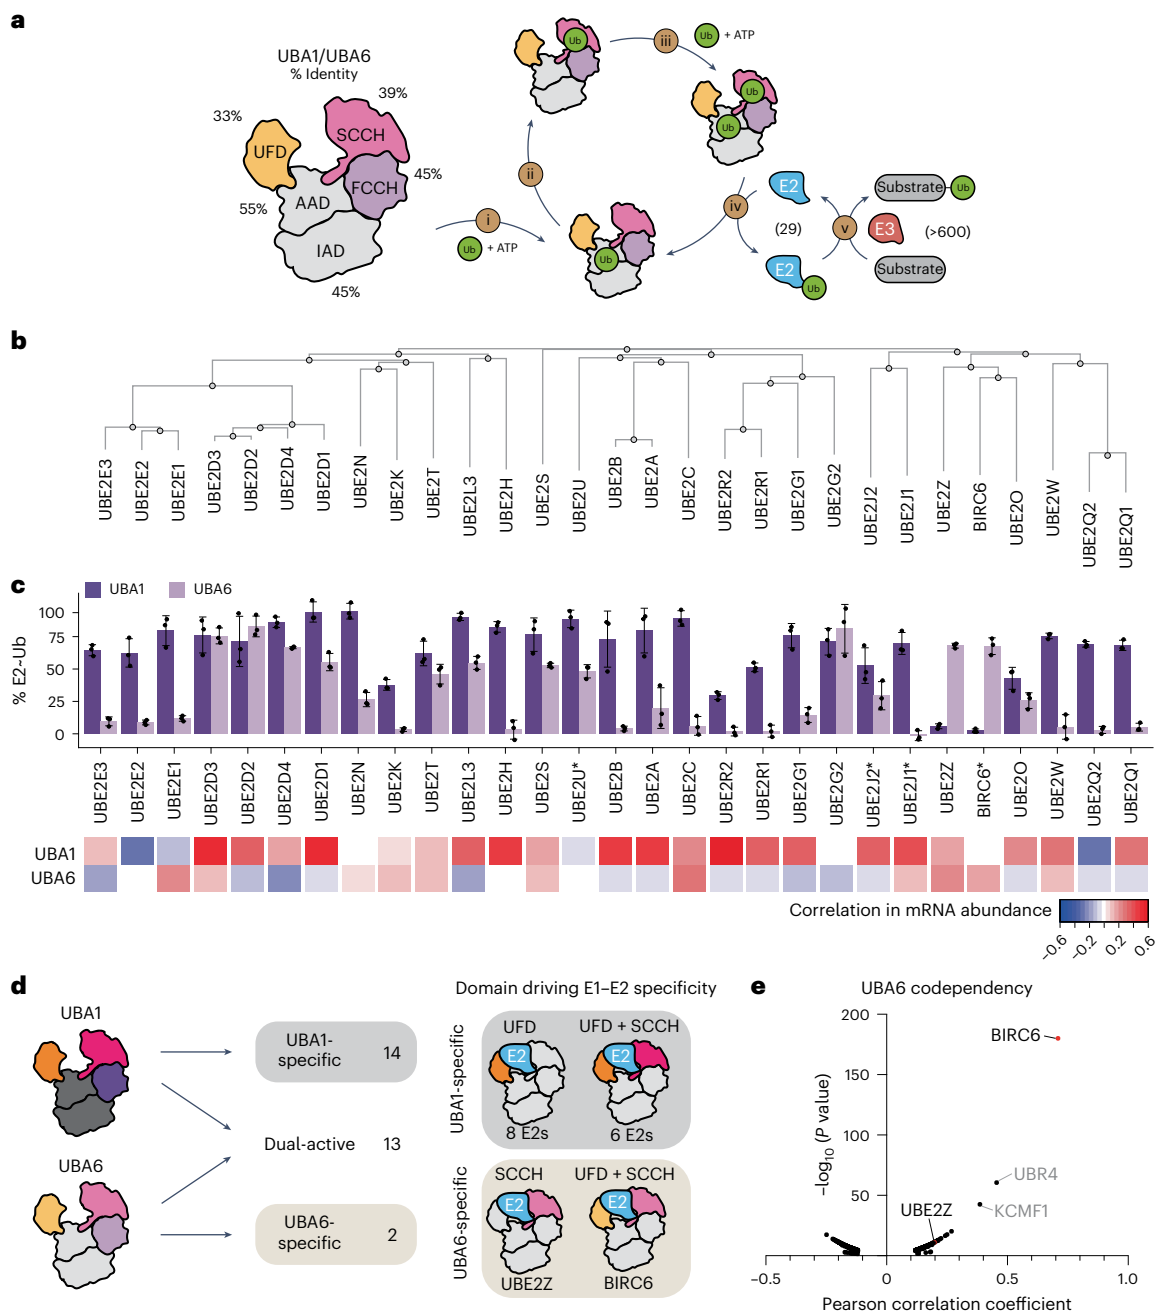 a
UBA1/UBA6
% Identity
39%
33%
SCCH
UFD
FCCH
45%
AAD
55%
IAD
45%
i
Ub + ATP
ii
Ub
iii
Ub + ATP
Ub
Ub
Ub
iv
E2
(29)
E2
Ub
v
Substrate Ub
E3 (>600)
Substrate
b
UBE2E3
UBE2E2
UBE2E1
UBE2D3
UBE2D2
UBE2D4
UBE2D1
UBE2N
UBE2K
UBE2T
UBE2L3
UBE2H
UBE2S
UBE2U
UBE2B
UBE2A
UBE2C
UBE2R2
UBE2R1
UBE2G1
UBE2G2
UBE2J2
UBE2J1
UBE2Z
BIRC6
UBE2O
UBE2W
UBE2Q2
UBE2Q1
c
UBA1 UBA6
% E2~Ub
100
75
50
25
0
UBE2E3
UBE2E2
UBE2E1
UBE2D3
UBE2D2
UBE2D4
UBE2D1
UBE2N
UBE2K
UBE2T
UBE2L3
UBE2H
UBE2S
UBE2U*
UBE2B
UBE2A
UBE2C
UBE2R2
UBE2R1
UBE2G1
UBE2G2
UBE2J2*
UBE2J1*
UBE2Z
BIRC6*
UBE2O
UBE2W
UBE2Q2
UBE2Q1
UBA1
UBA6
Correlation in mRNA abundance
−0.6 −0.2 0.2 0.6
d
UBA1
UBA6
UBA1-
specific 14
Dual-active 13
UBA6-
specific 2
Domain driving E1–E2 specificity
UBA1-specific
UFD UFD + SCCH
E2 E2
8 E2s 6 E2s
UBA6-specific
SCCH UFD + SCCH
E2 E2
UBE2Z BIRC6
e
UBA6 codependency
−log10 (P value)
200
150
100
50
BIRC6
UBR4
KCMF1
UBE2Z
−0.5 0 0.5 1.0
Pearson correlation coefficient